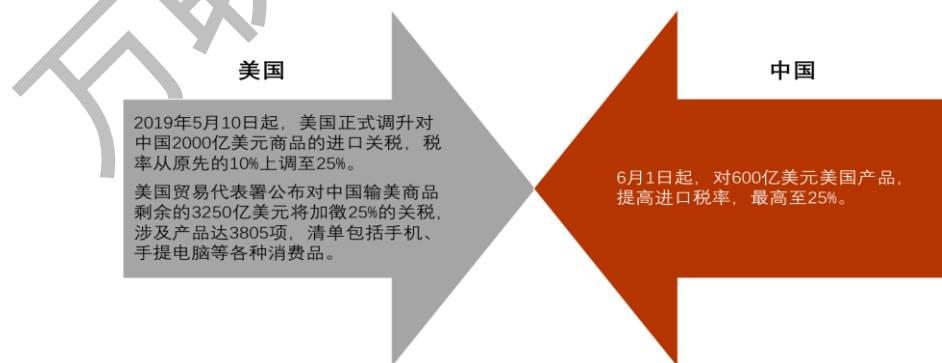 万联
美国
2019年5月10日起，美国正式调升对
中国2000亿美元商品的进口关税，税
率从原先的10%上调至25%。
美国贸易代表署公布对中国输美商品
剩余的3250亿美元将加徵25%的关税，
涉及产品达3805项，清单包括手机、
手提电脑等各种消费品。
中国
6月1日起，对600亿美元美国产品，
提高进口税率，最高至25%。